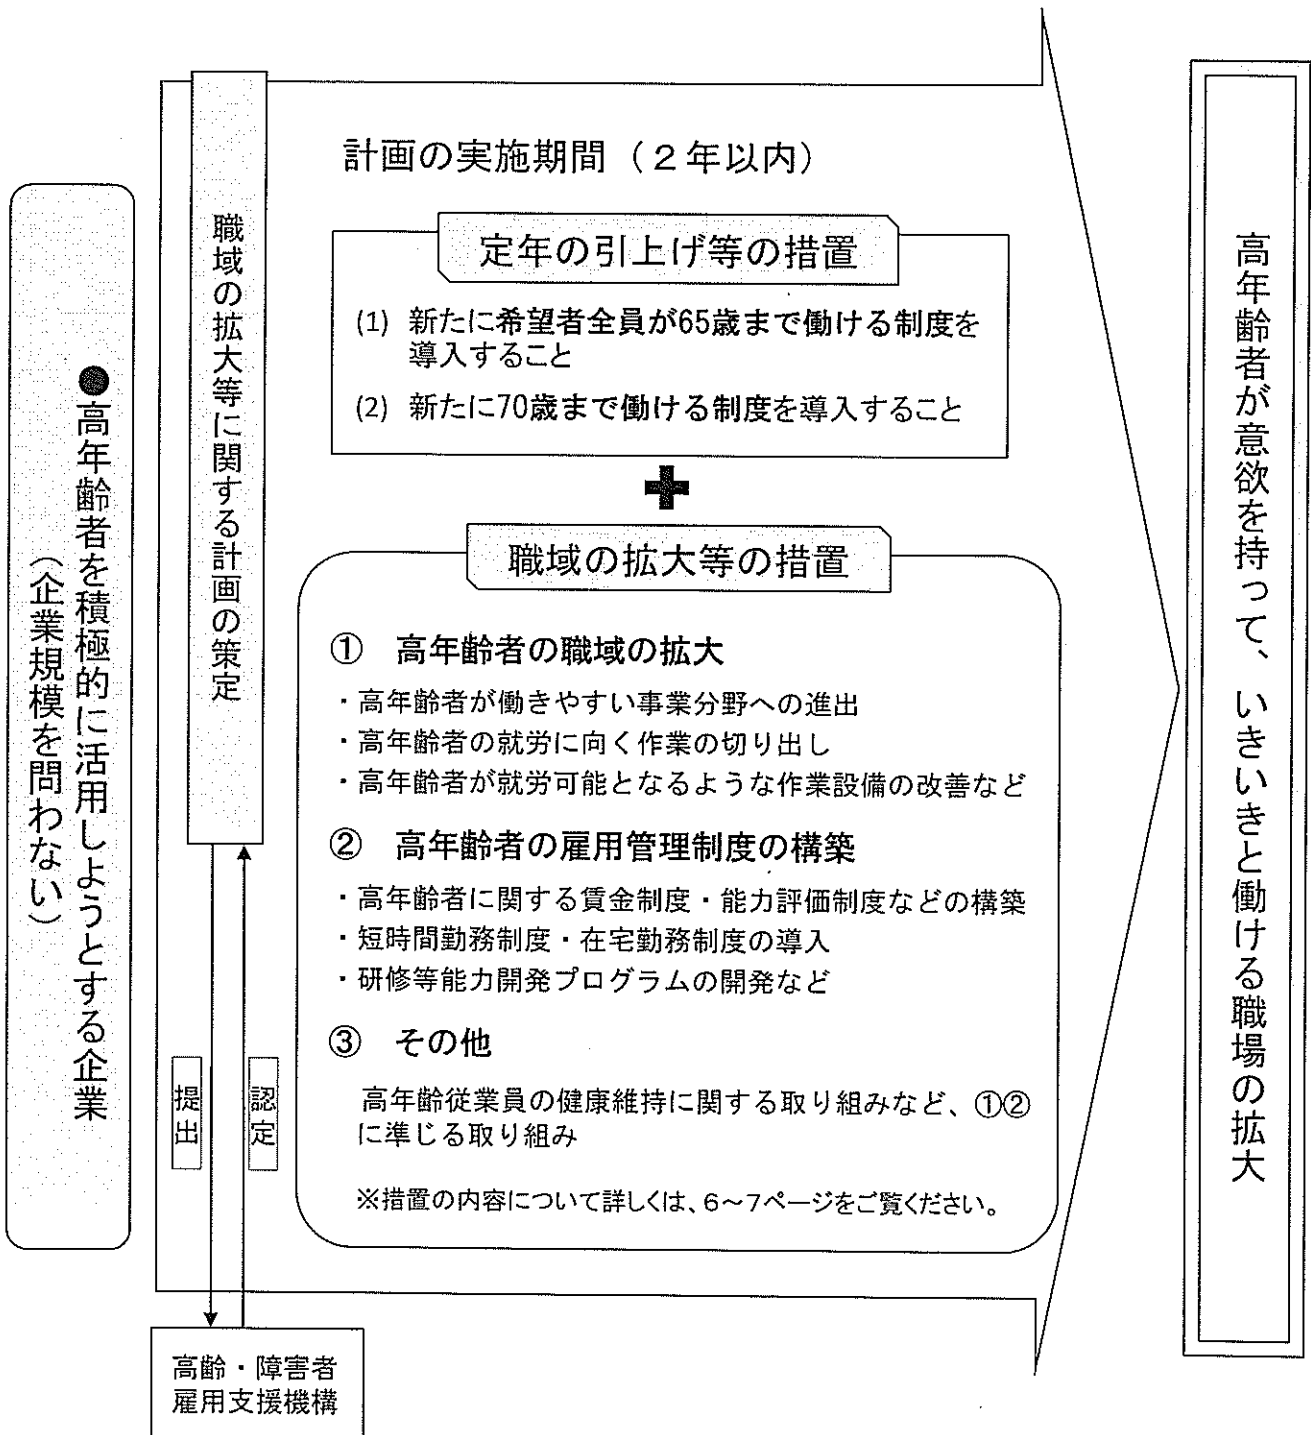 ●高年齢者を積極的に活用しようとする企業
（企業規模を問わない）
職域の拡大等に関する計画の策定
提出
認定
高齢・障害者
雇用支援機構
計画の実施期間（２年以内）
定年の引上げ等の措置
(1) 新たに希望者全員が65歳まで働ける制度を
導入すること
(2) 新たに70歳まで働ける制度を導入すること
職域の拡大等の措置
① 高年齢者の職域の拡大
・高年齢者が働きやすい事業分野への進出
・高年齢者の就労に向く作業の切り出し
・高年齢者が就労可能となるような作業設備の改善など
② 高年齢者の雇用管理制度の構築
・高年齢者に関する賃金制度・能力評価制度などの構築
・短時間勤務制度・在宅勤務制度の導入
・研修等能力開発プログラムの開発など
③ その他
高年齢従業員の健康維持に関する取り組みなど、①②
に準じる取り組み
※措置の内容について詳しくは、６～７ページをご覧ください。
高年齢者が意欲を持って、いきいきと働ける職場の拡大